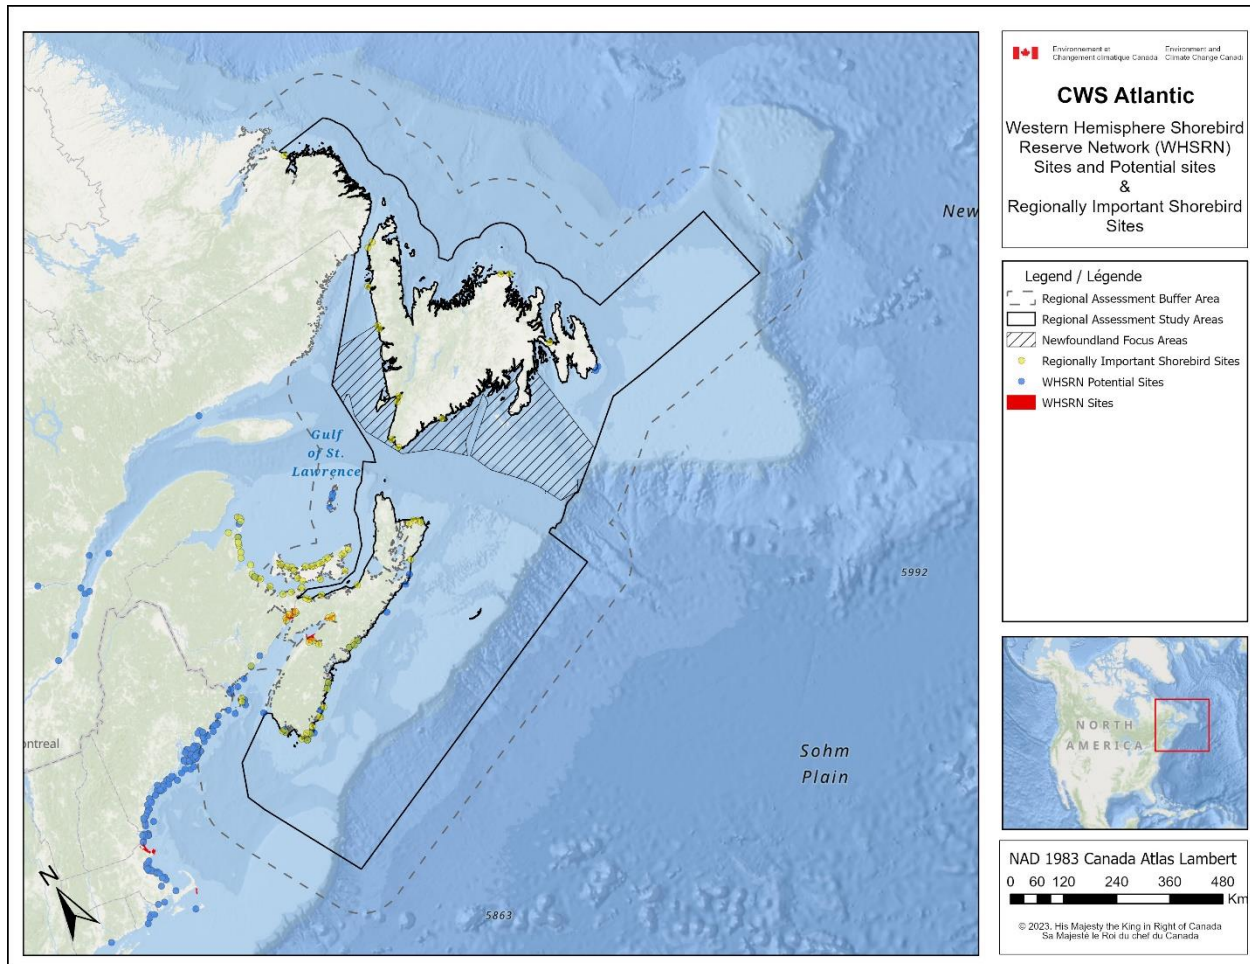 New
Gulf
of St.
Lawrence
5992
Sohm
Plain
ontreal
5863
N
Environnement et
Changement climatique Canada
Environment and
Climate Change Canad
CWS Atlantic
Western Hemisphere Shorebird
Reserve Network (WHSRN)
Sites and Potential sites
&
Regionally Important Shorebird
Sites
Legend / Légende
Regional Assessment Buffer Area
Regional Assessment Study Areas
Newfoundland Focus Areas
Regionally Important Shorebird Sites
WHSRN Potential Sites
WHSRN Sites
NORTH
AMERICA
NAD 1983 Canada Atlas Lambert
0 60 120 240 360 480
Km
© 2023, His Majesty the King in Right of Canada
Sa Majesté le Roi du chef du Canada